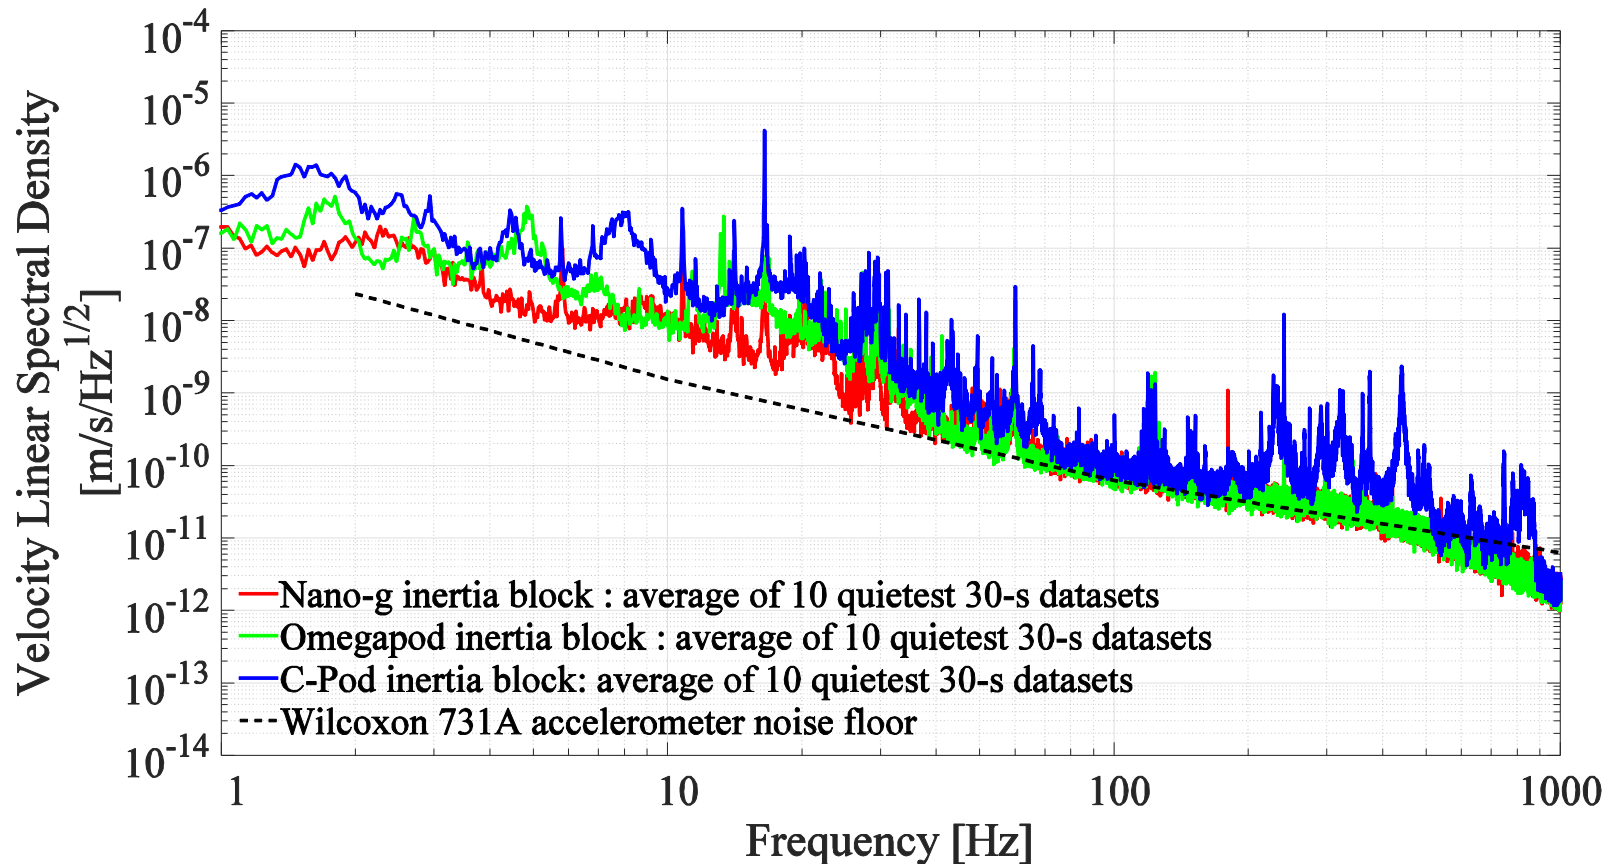 Velocity Linear Spectral Density
[m/s/Hz^1/2]
10^-4
10^-5
10^-6
10^-7
10^-8
10^-9
10^-10
10^-11
10^-12
10^-13
10^-14
Nano-g inertia block : average of 10 quietest 30-s datasets
Omegapod inertia block : average of 10 quietest 30-s datasets
C-Pod inertia block: average of 10 quietest 30-s datasets
Wilcoxon 731A accelerometer noise floor
1 10 100 1000
Frequency [Hz]